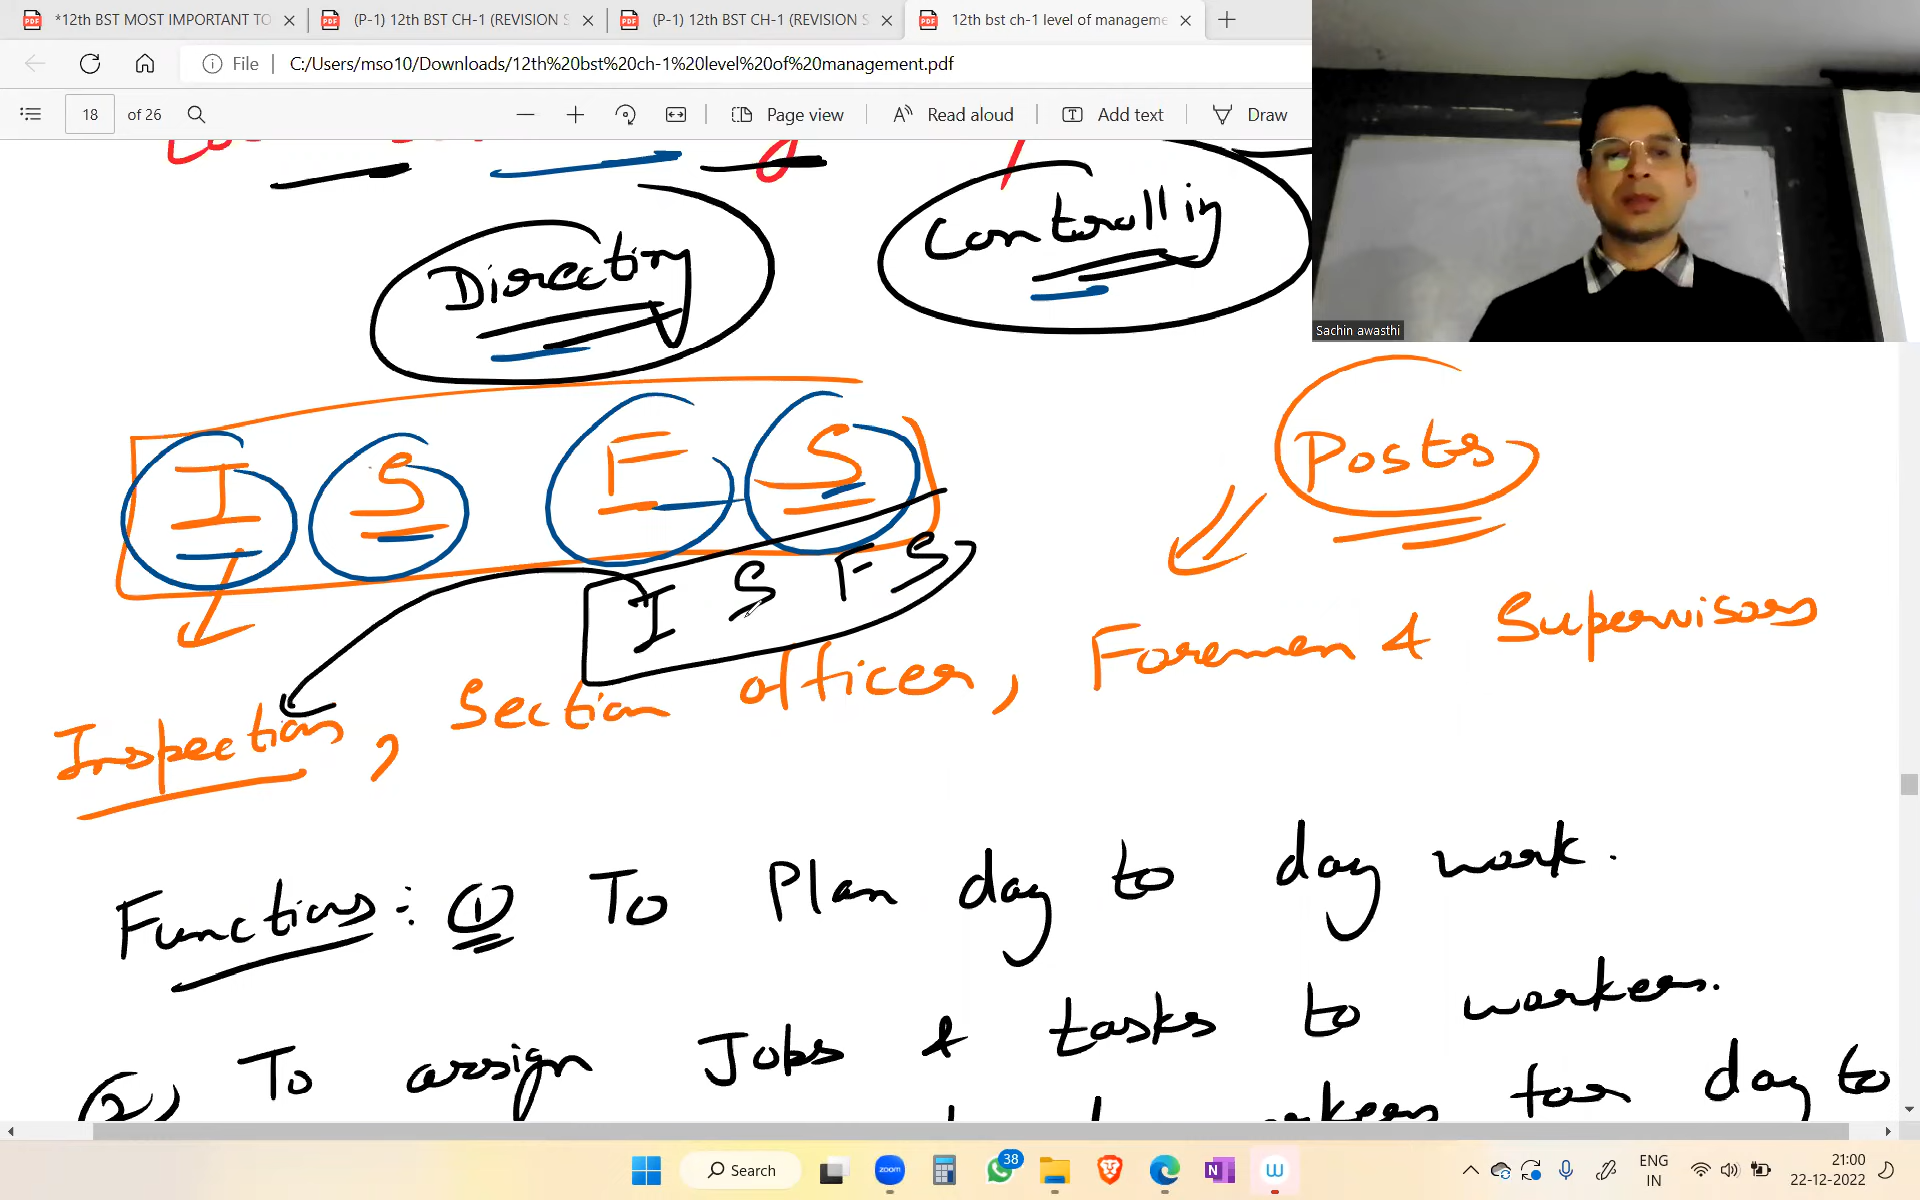 *12th BST MOST IMPORTANT TO
(P-1) 12th BST CH-1 (REVISION S
(P-1) 12th BST CH-1 (REVISION S
12th bst ch-1 level of manageme
File
C:/Users/mso10/Downloads/12th%20bst%20ch-1%20level%20of%20management.pdf
18 of 26
Page view
Read aloud
Add text
Draw
Sachin awasthi
Directing
Controlling
I S F S
Posts
I S F S
Inspection, Section officer, Foremen & Supervisors
Functions: ① To Plan day to day work.
(2) To assign Jobs & tasks to workers.
for day to
Search
zoom
38
N
W
ENG
IN
21:00
22-12-2022